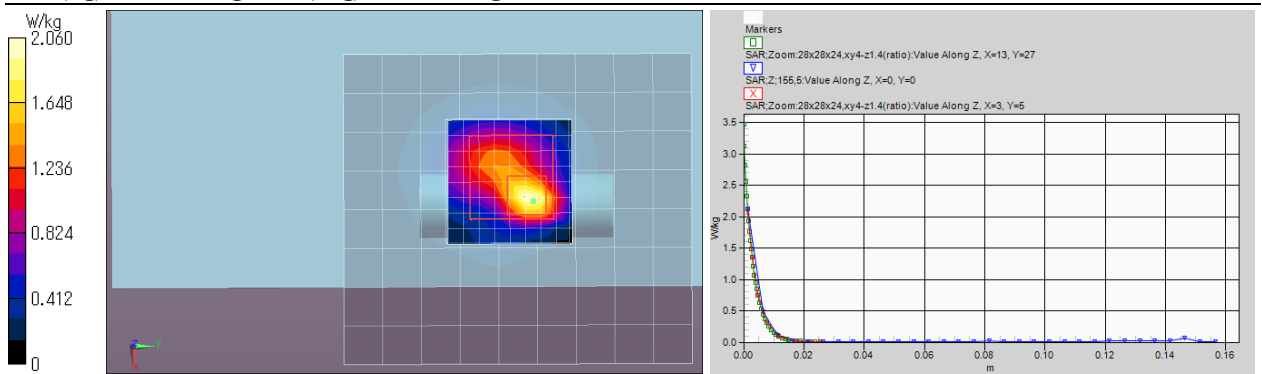 W/kg
2.060
1.648
1.236
0.824
0.412
0
z
y
x
Markers
SAR;Zoom:28x28x24,xy4-z1.4(ratio):Value Along Z, X=13, Y=27
SAR;Z;155,5:Value Along Z, X=0, Y=0
SAR;Zoom:28x28x24,xy4-z1.4(ratio):Value Along Z, X=3, Y=5
3.5
3.0
2.5
2.0
1.5
1.0
0.5
0.0
W/kg
0.00 0.02 0.04 0.06 0.08 0.10 0.12 0.14 0.16
m